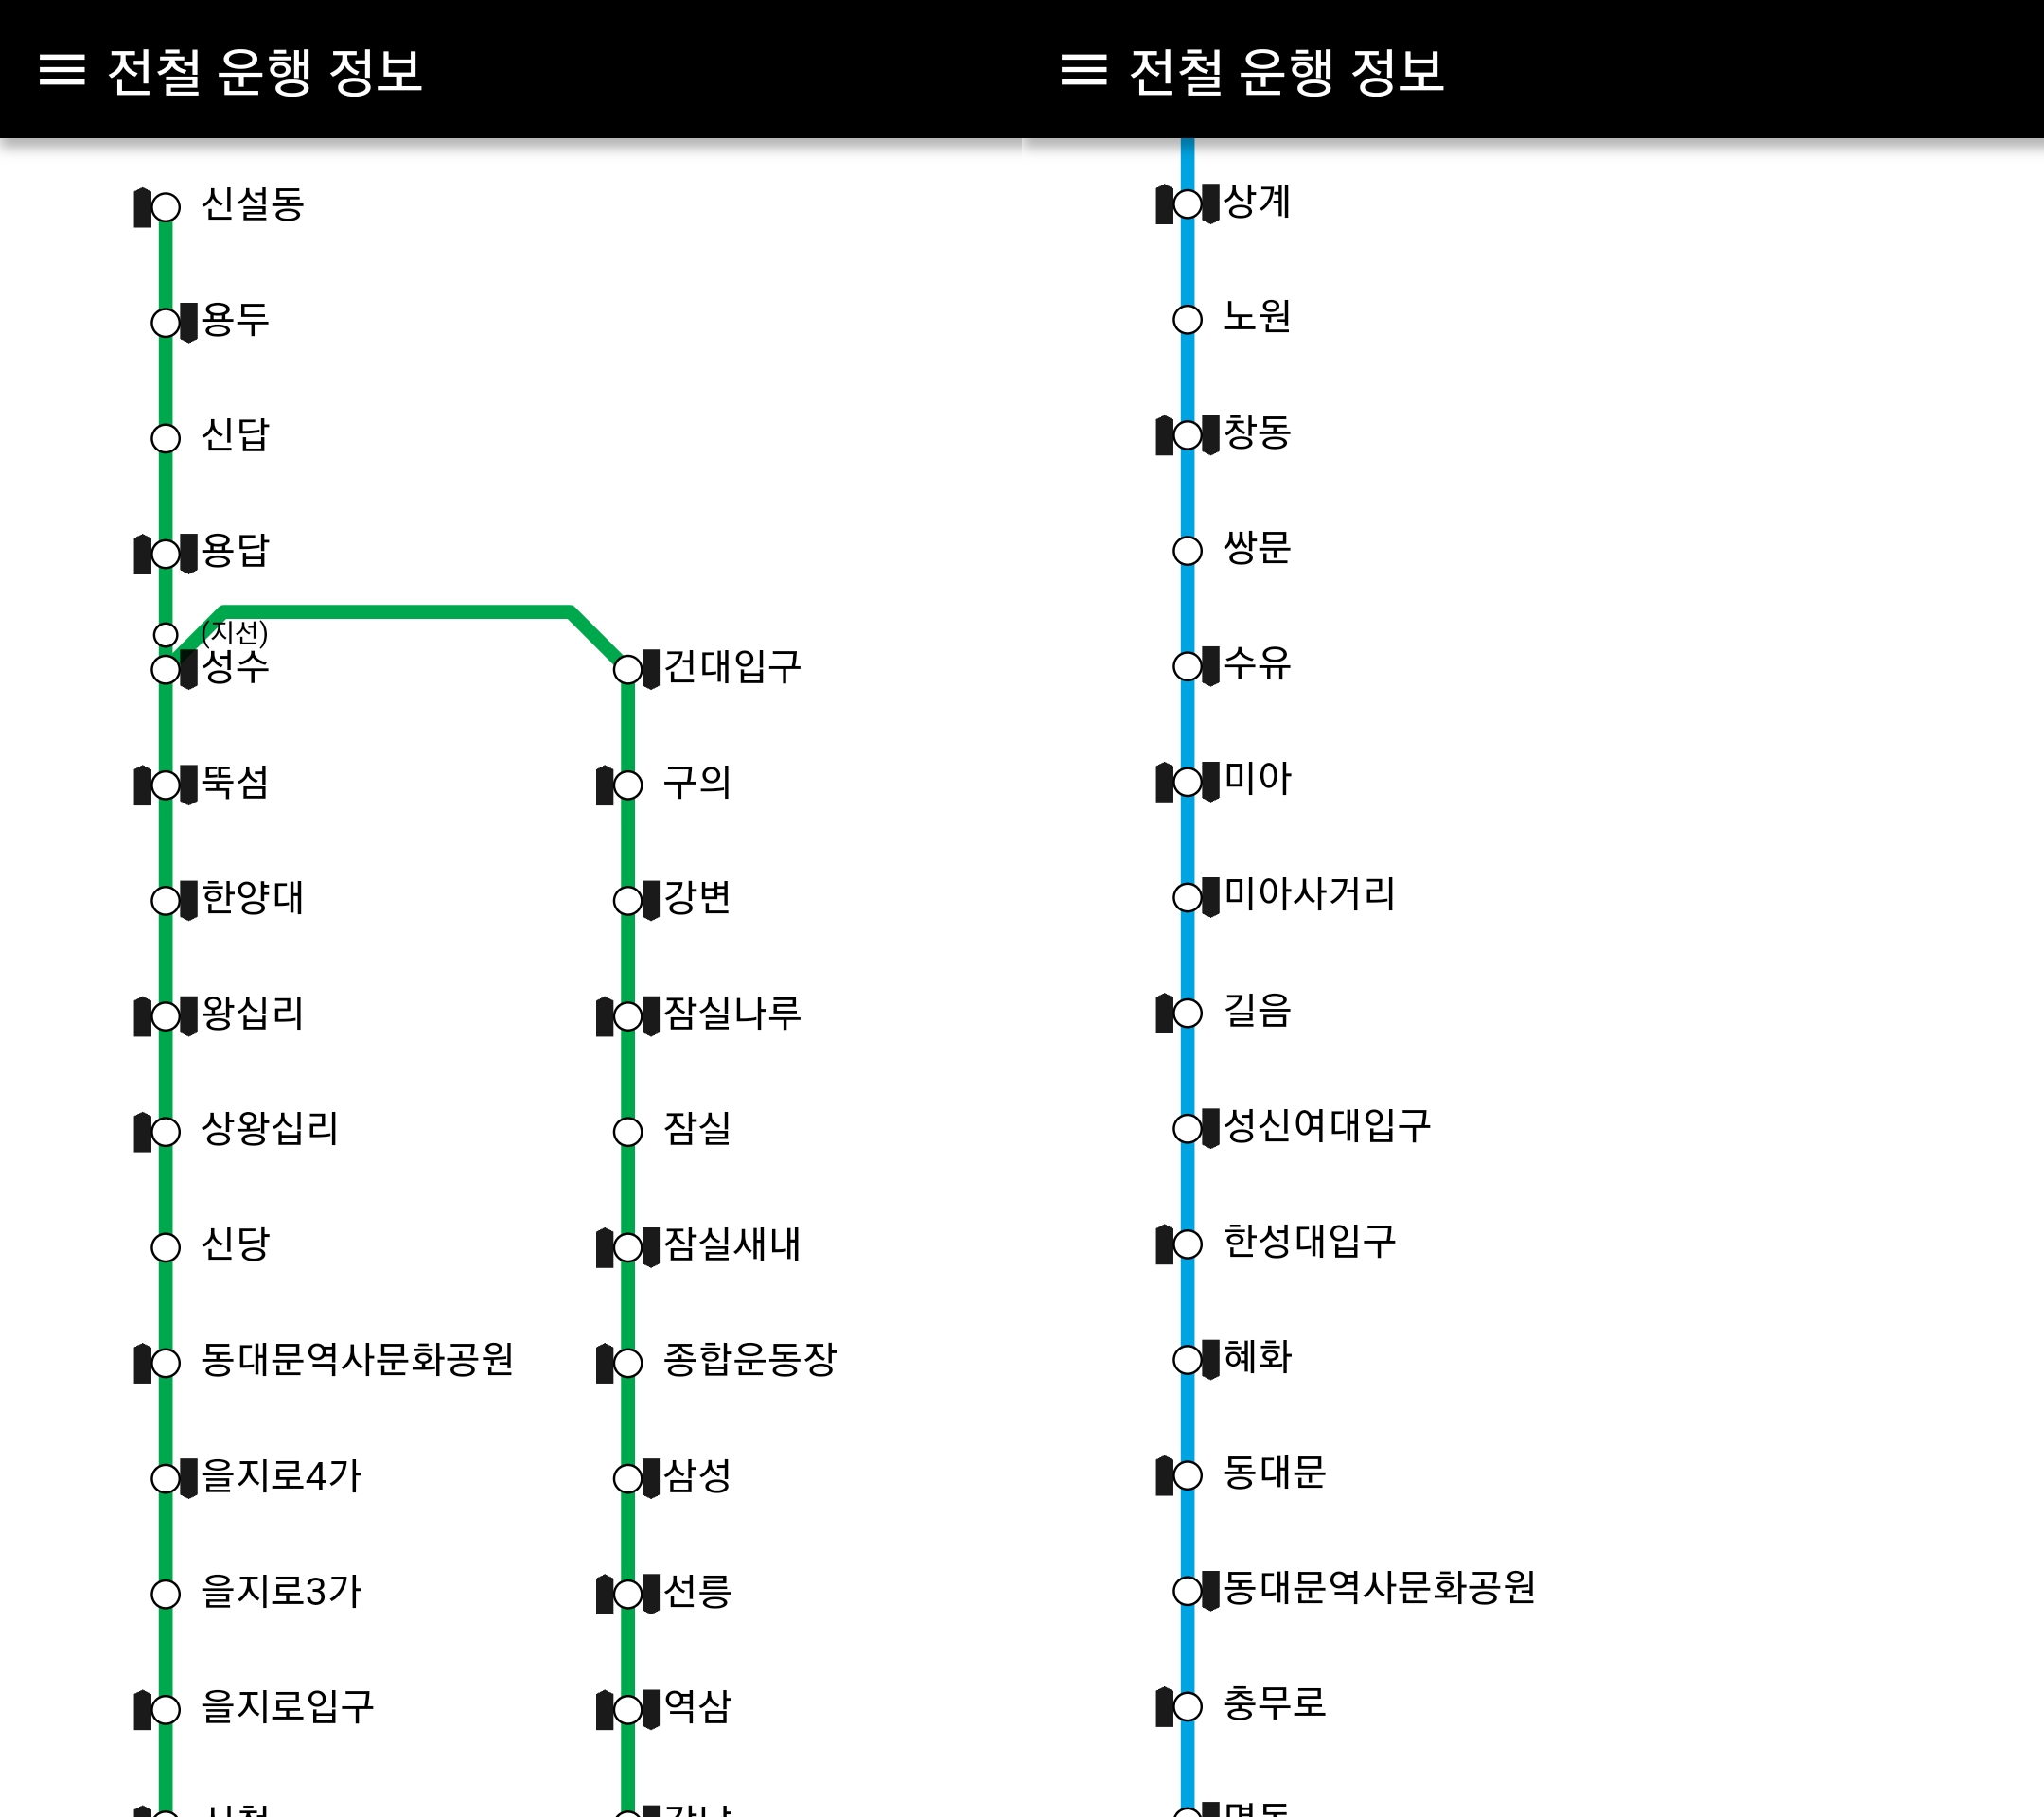 전철 운행 정보
신설동
용두
신답
용답
(지선)
성수
뚝섬
한양대
왕십리
상왕십리
신당
동대문역사문화공원
을지로4가
을지로3가
을지로입구
건대입구
구의
강변
잠실나루
잠실
잠실새내
종합운동장
삼성
선릉
역삼
전철 운행 정보
상계
노원
창동
쌍문
수유
미아
미아사거리
길음
성신여대입구
한성대입구
혜화
동대문
동대문역사문화공원
충무로